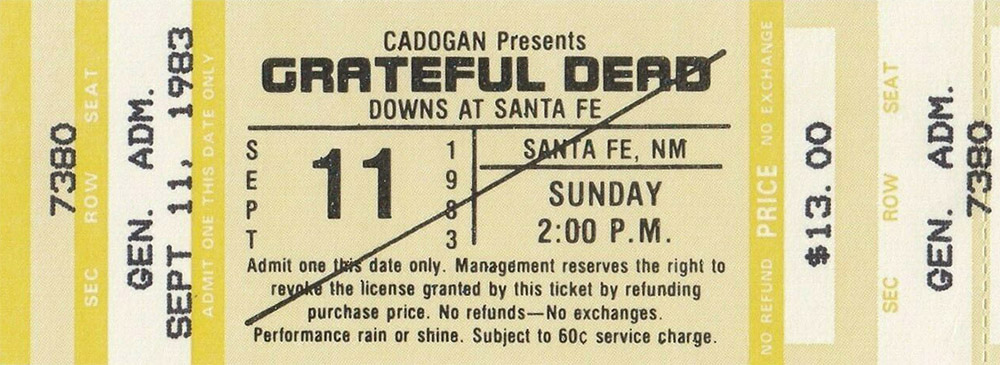 7380
SEC ROW SEAT
GEN. ADM.
SEPT 11, 1983
ADMIT ONE THIS DATE ONLY
CADOGAN Presents
GRATEFUL DEAD
DOWNS AT SANTA FE
SEPT
11
1983
SANTA FE, NM
SUNDAY
2:00 P.M.
Admit one this date only. Management reserves the right to
revoke the license granted by this ticket by refunding
purchase price. No refunds—No exchanges.
Performance rain or shine. Subject to 60¢ service charge.
NO REFUND PRICE NO EXCHANGE
$13.00
SEC ROW SEAT
GEN. ADM.
7380